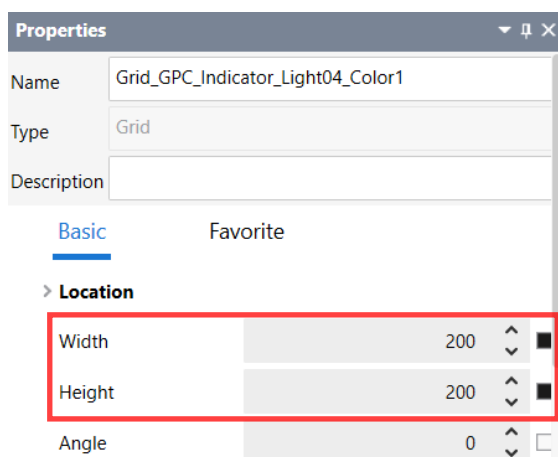 Properties
Name Grid_GPC_Indicator_Light04_Color1
Type Grid
Description
Basic Favorite
Location
Width 200
Height 200
Angle 0